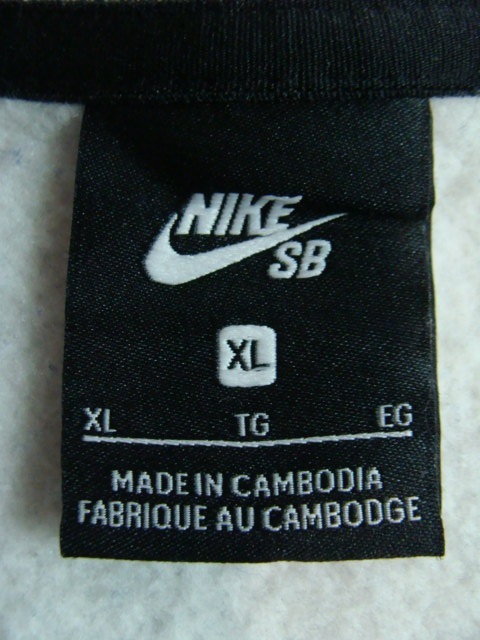 NIKE
SB
XL
XL TG EG
MADE IN CAMBODIA
FABRIQUE AU CAMBODGE